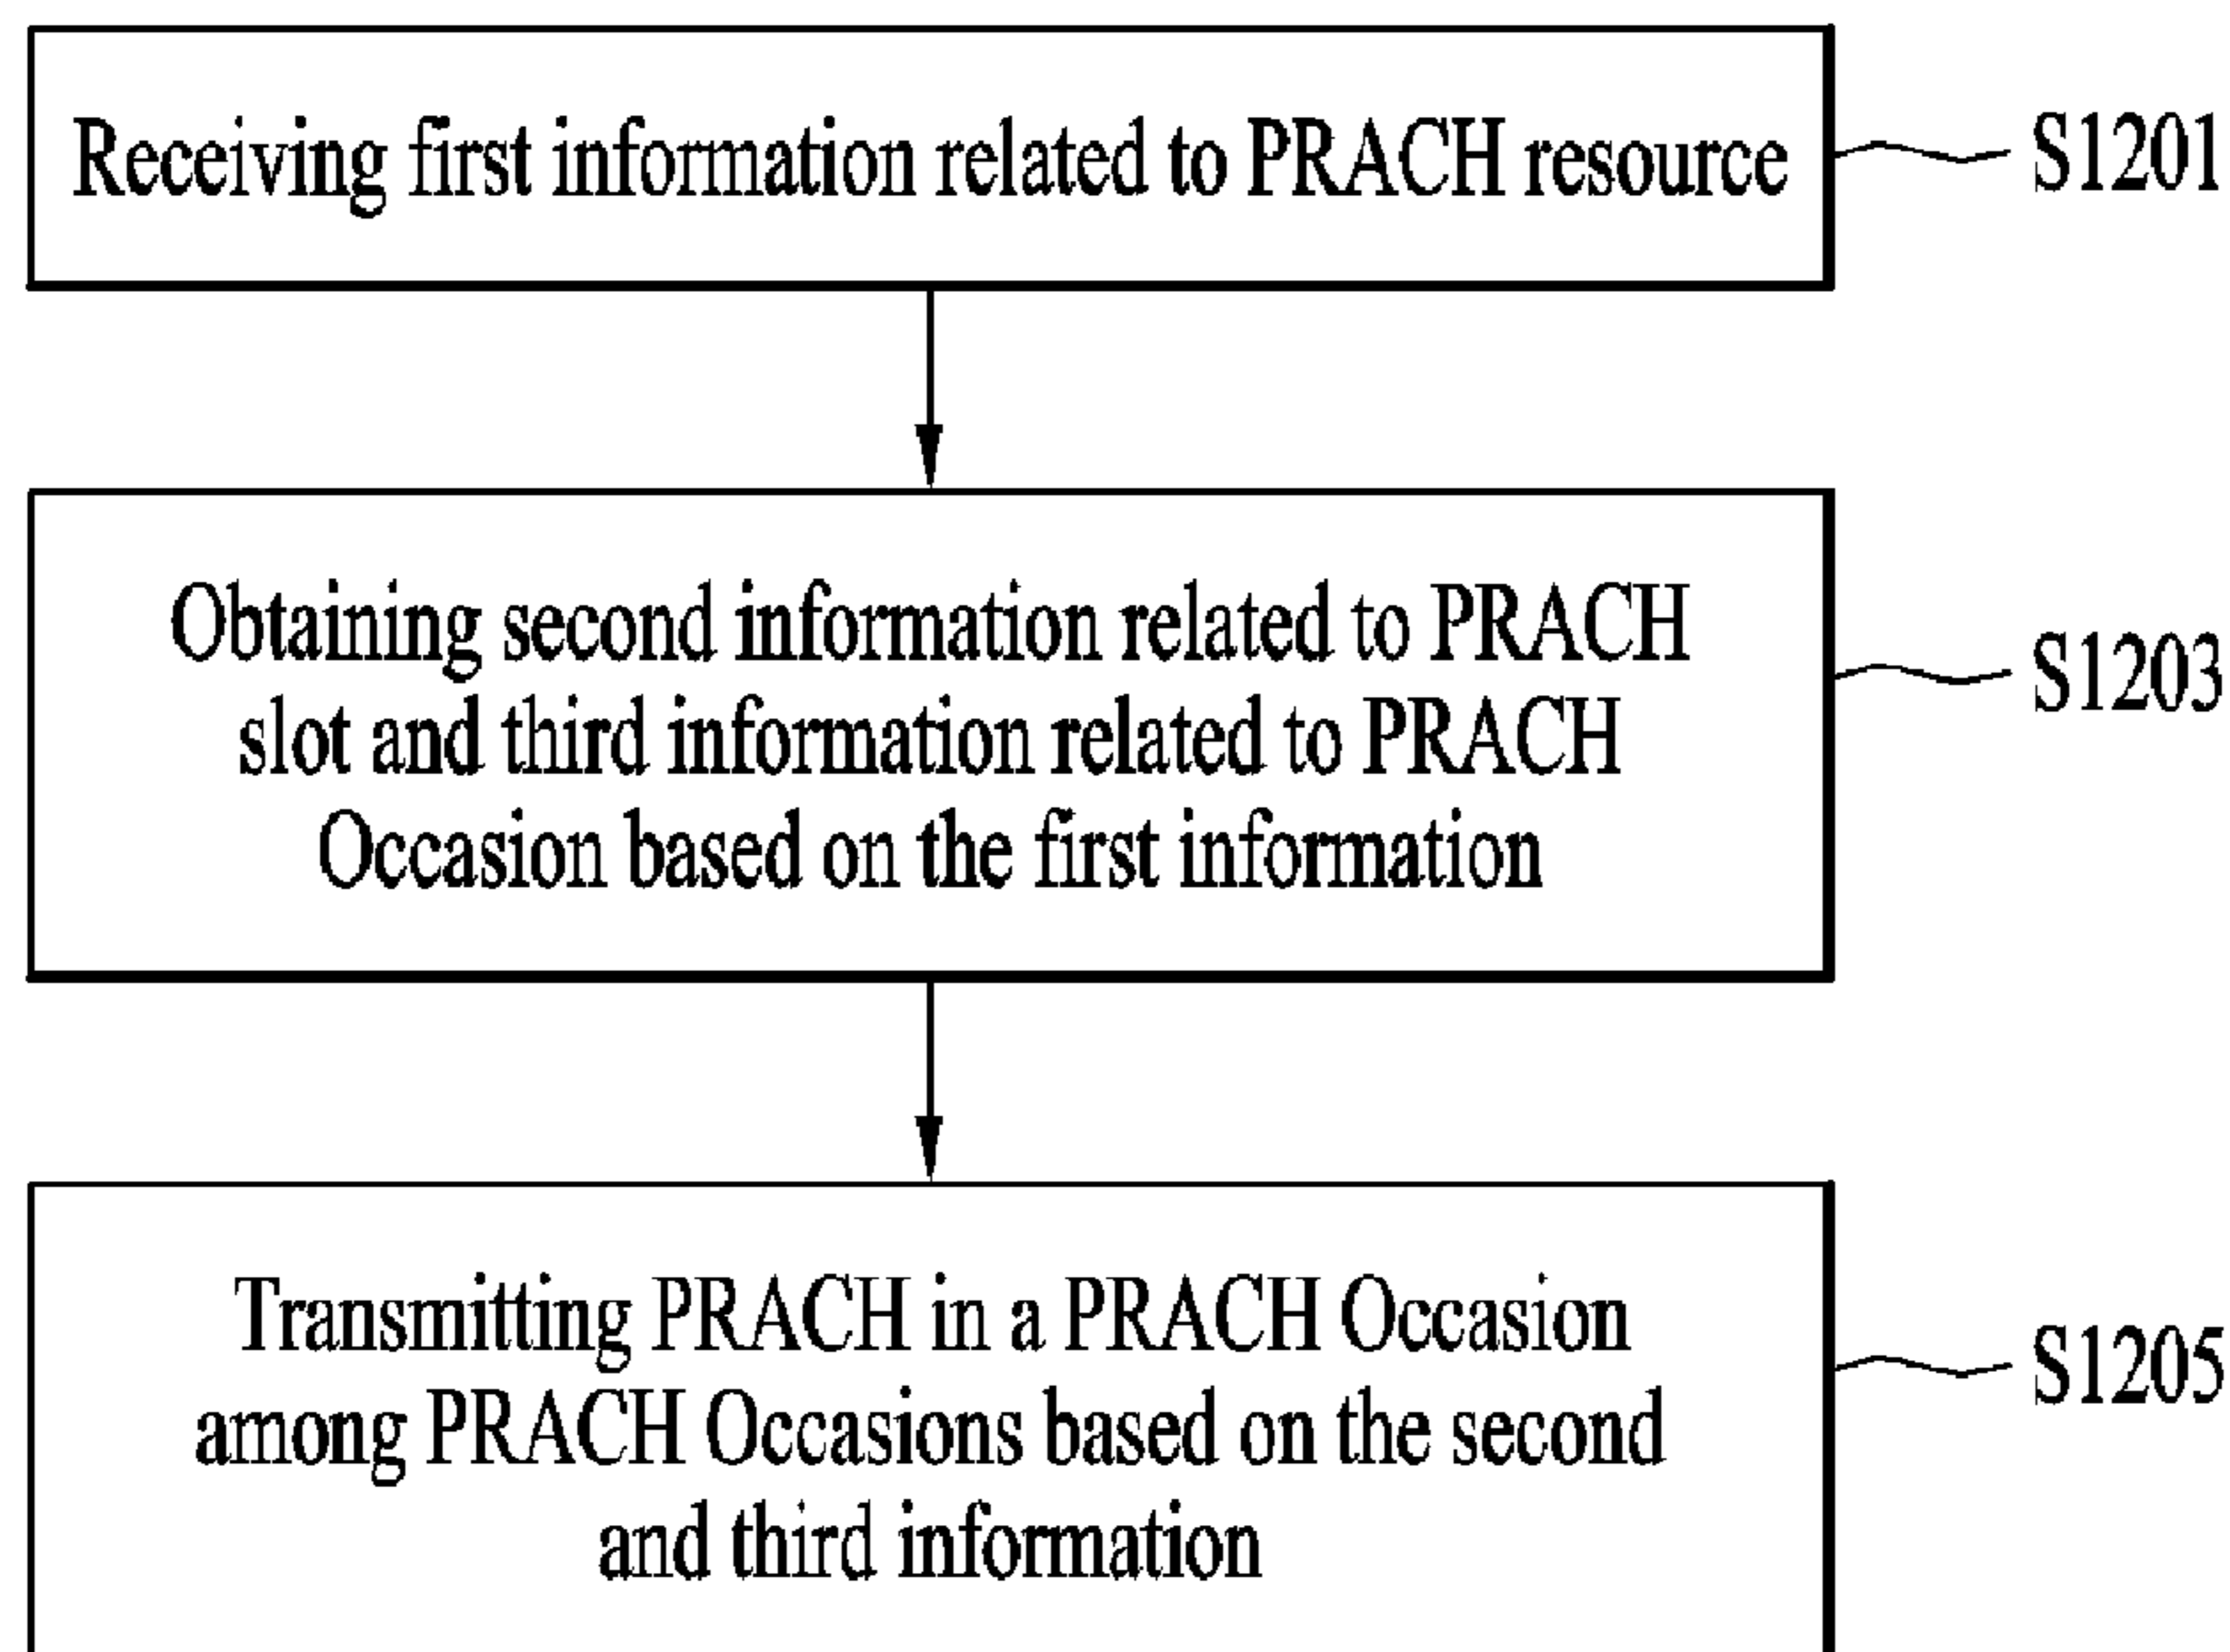 Receiving first information related to PRACH resource
S1201
Obtaining second information related to PRACH
slot and third information related to PRACH
Occasion based on the first information
S1203
Transmitting PRACH in a PRACH Occasion
among PRACH Occasions based on the second
and third information
S1205